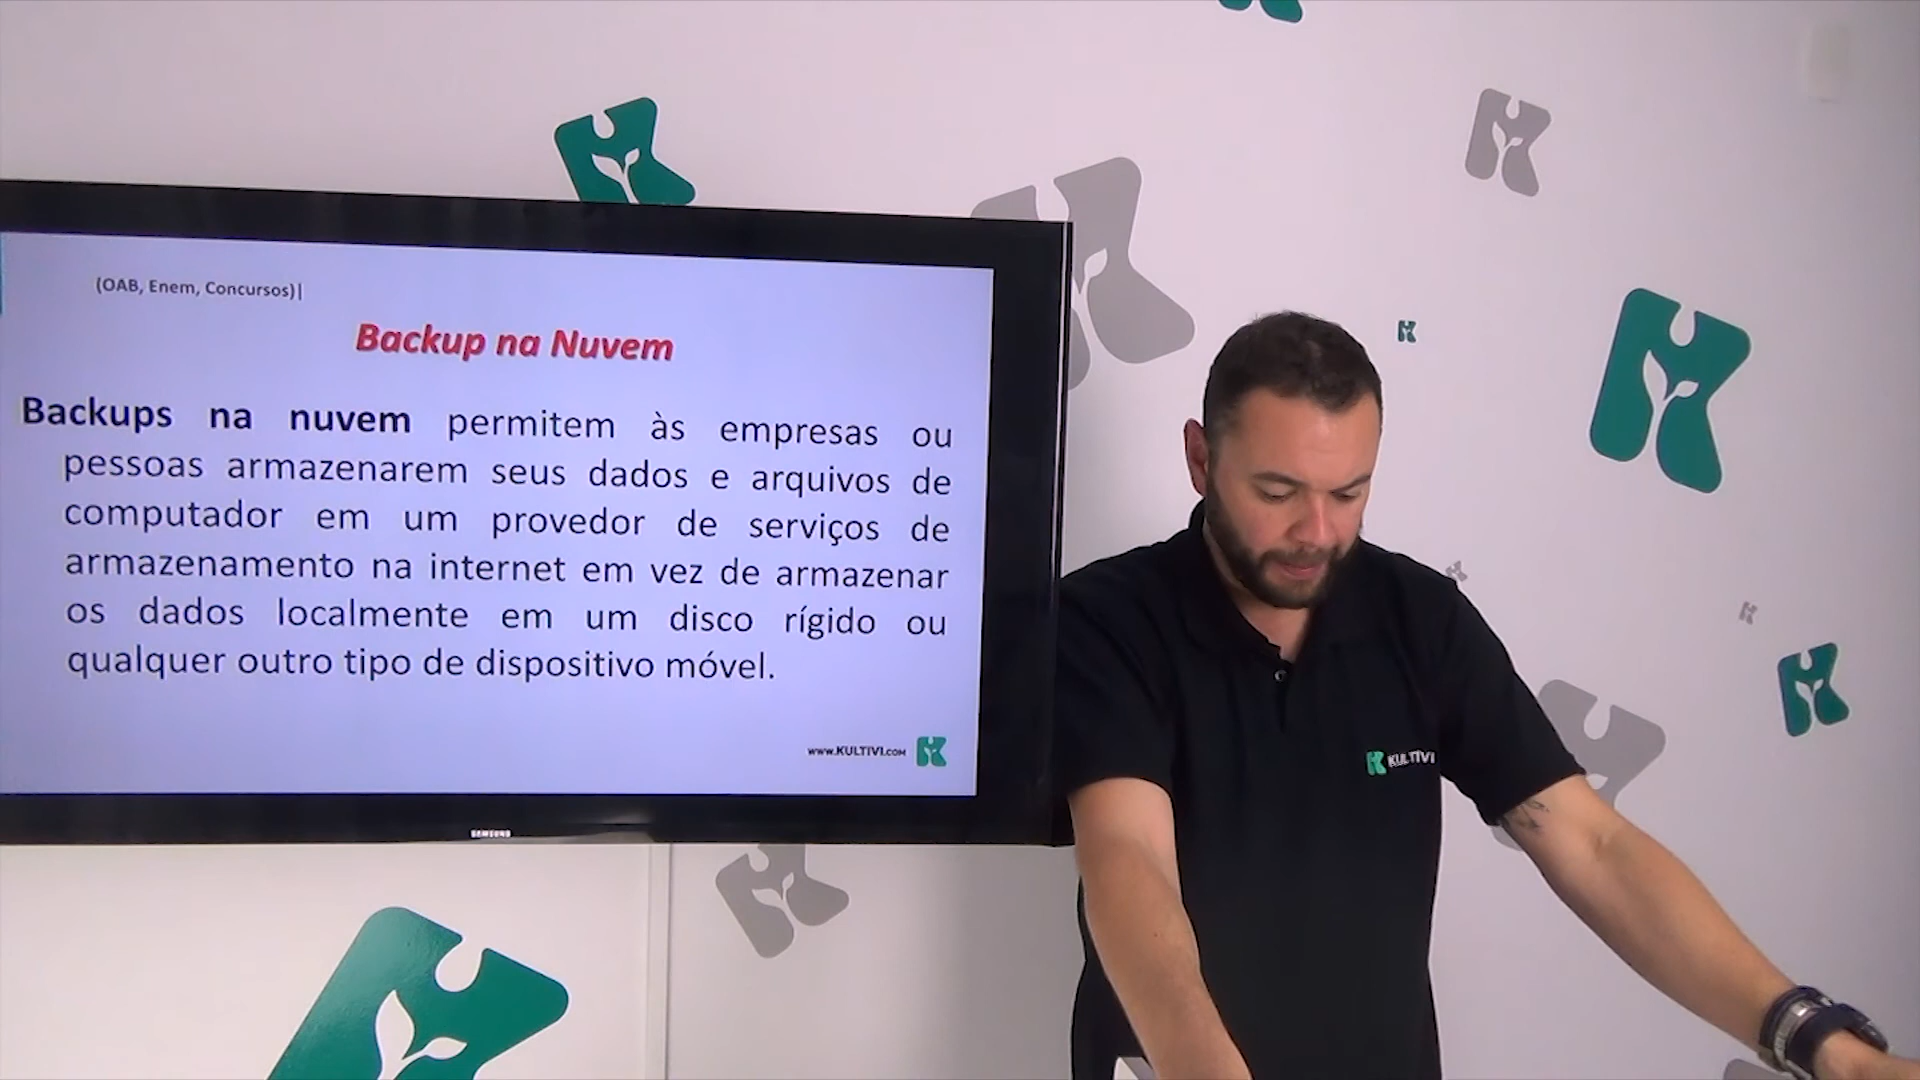 (OAB, Enem, Concursos)|
Backup na Nuvem
Backups na nuvem permitem às empresas ou
pessoas armazenarem seus dados e arquivos de
computador em um provedor de serviços de
armazenamento na internet em vez de armazenar
os dados localmente em um disco rígido ou
qualquer outro tipo de dispositivo móvel.
www.KULTIVI.COM
SAMSUNG
KULTIVI